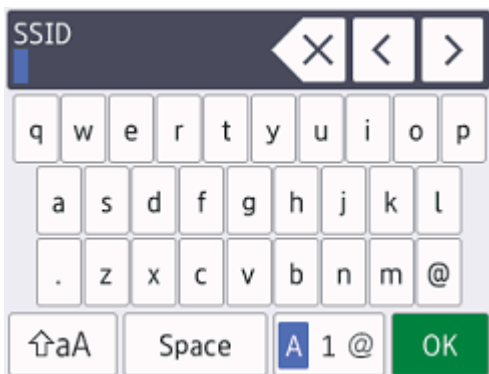 SSID
q w e r t y u i o p
a s d f g h j k l
. z x c v b n m @
aA Space A 1 @ OK